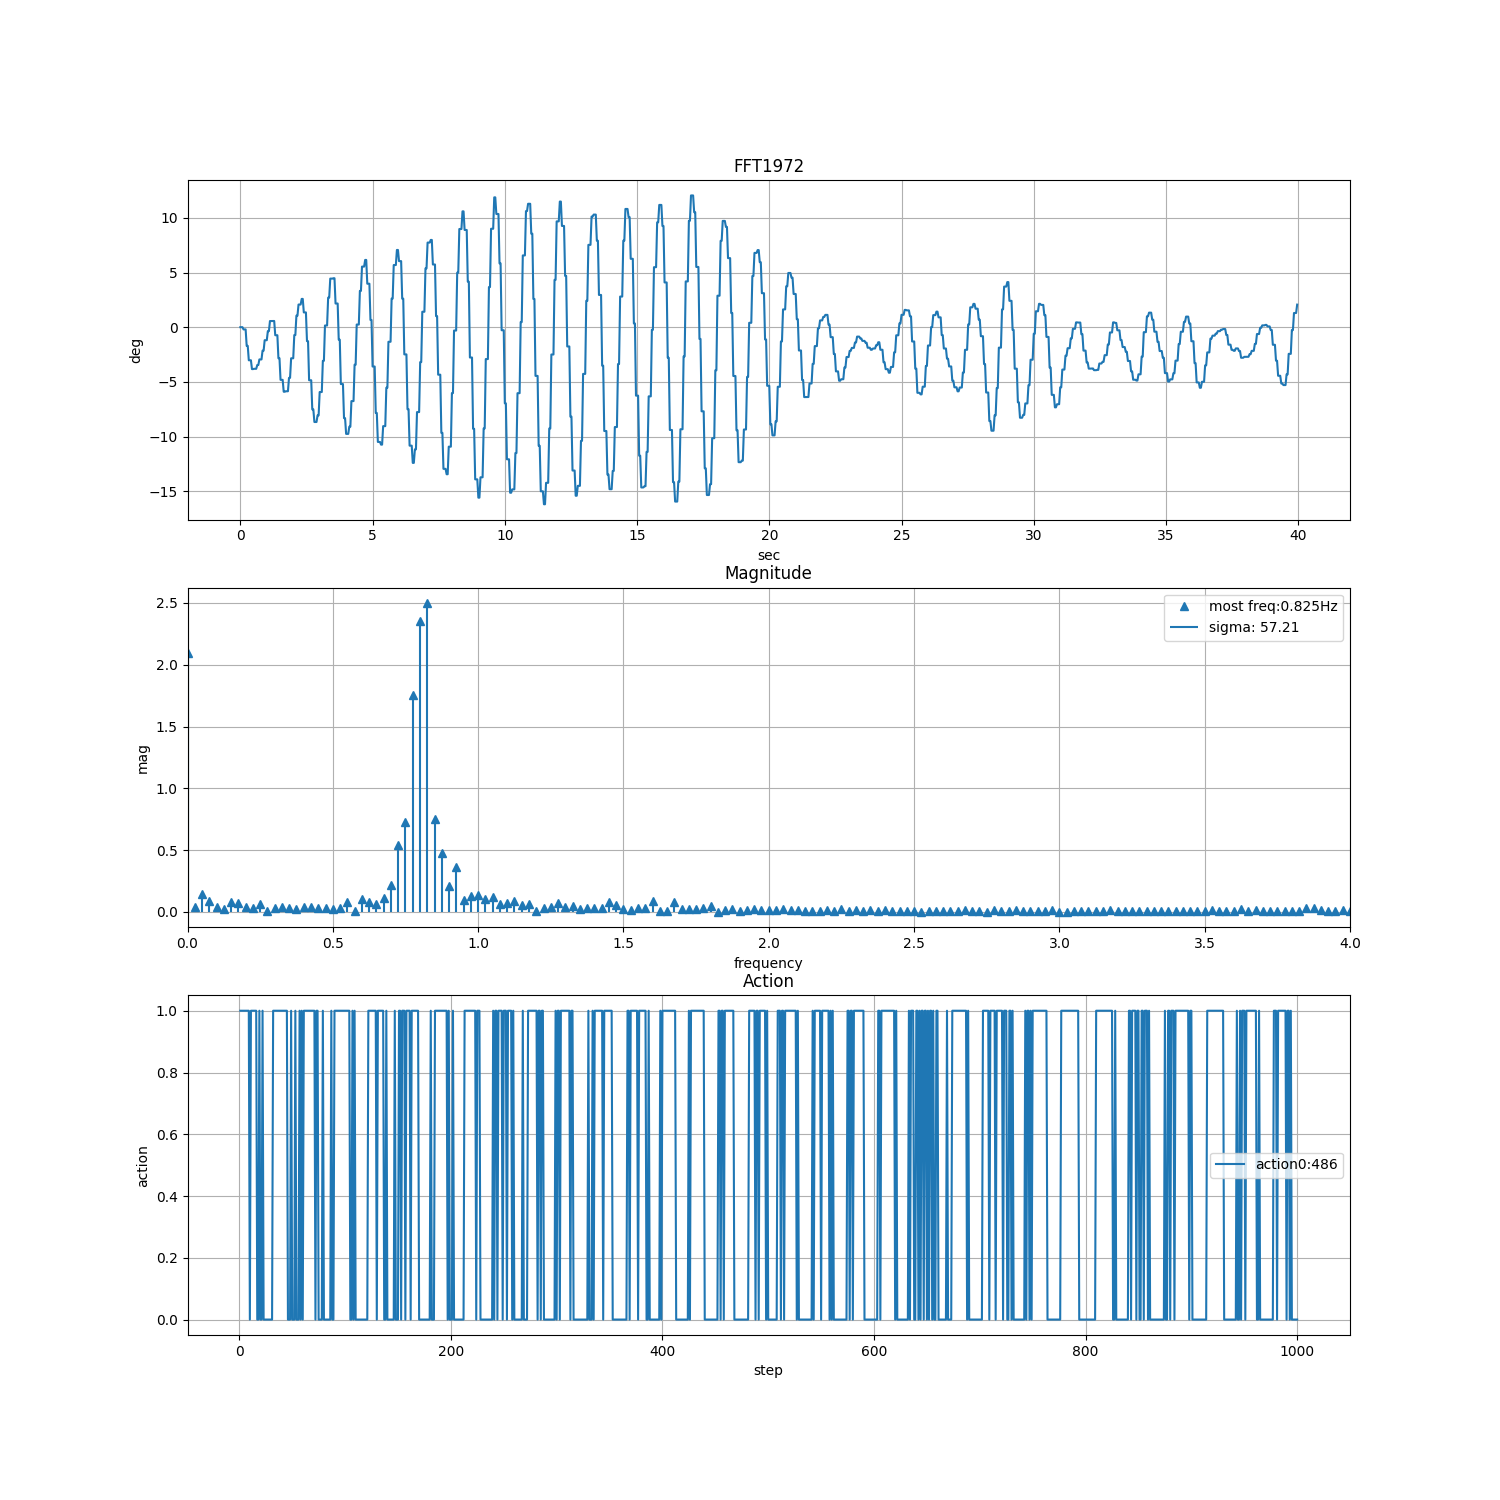 FFT1972
10
5
0
−5
−10
−15
deg
0 5 10 15 20 25 30 35 40
sec
Magnitude
most freq:0.825Hz
sigma: 57.21
2.5
2.0
1.5
1.0
0.5
0.0
mag
0.0 0.5 1.0 1.5 2.0 2.5 3.0 3.5 4.0
frequency
Action
1.0
0.8
0.6
0.4
0.2
0.0
action
action0:486
0 200 400 600 800 1000
step